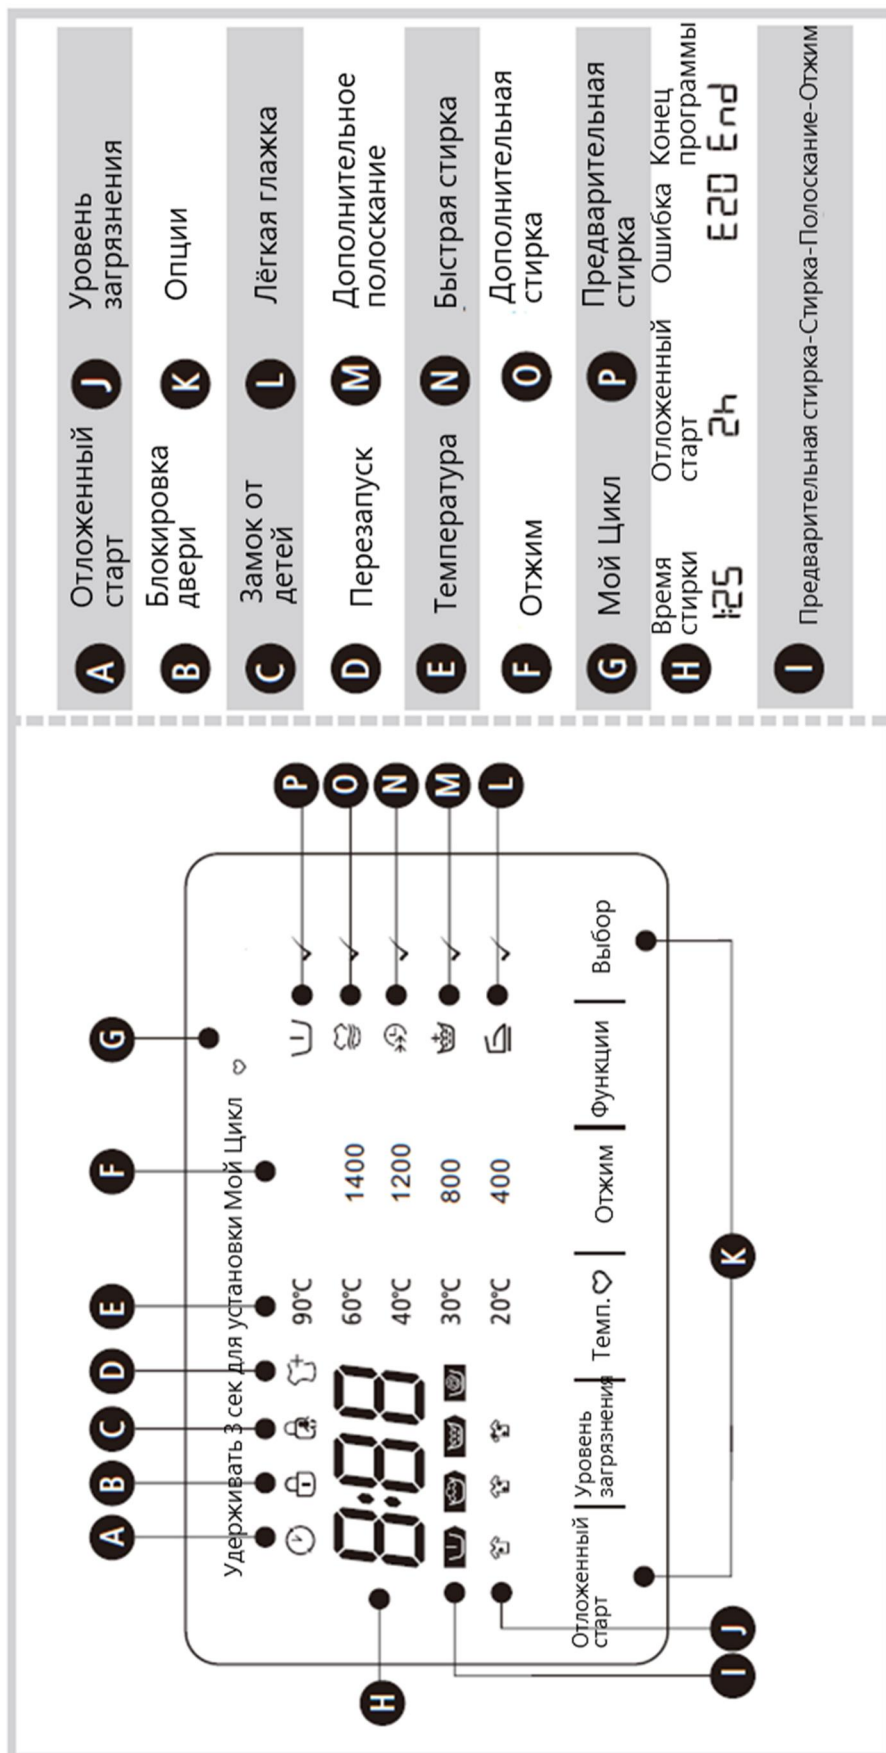 G
F
E
D
C
B
A
Удерживать 3 сек для установки Мой Цикл
90°C
60°C
40°C
30°C
20°C
1400
1200
800
400
8:88
P
O
N
M
L
H
Отложенный
старт
Уровень
загрязнения
Темп.
Отжим
Функции
Выбор
I
J
K
A
Отложенный
старт
J
Уровень
загрязнения
B
Блокировка
двери
K
Опции
C
Замок от
детей
L
Лёгкая глажка
D
Перезапуск
M
Дополнительное
полоскание
E
Температура
N
Быстрая стирка
F
Отжим
O
Дополнительная
стирка
G
Мой Цикл
P
Предварительная
стирка
H
Время
стирки
1:25
Отложенный
старт
2h
Ошибка
E20
Конец
программы
End
I
Предварительная стирка-Стирка-Полоскание-Отжим